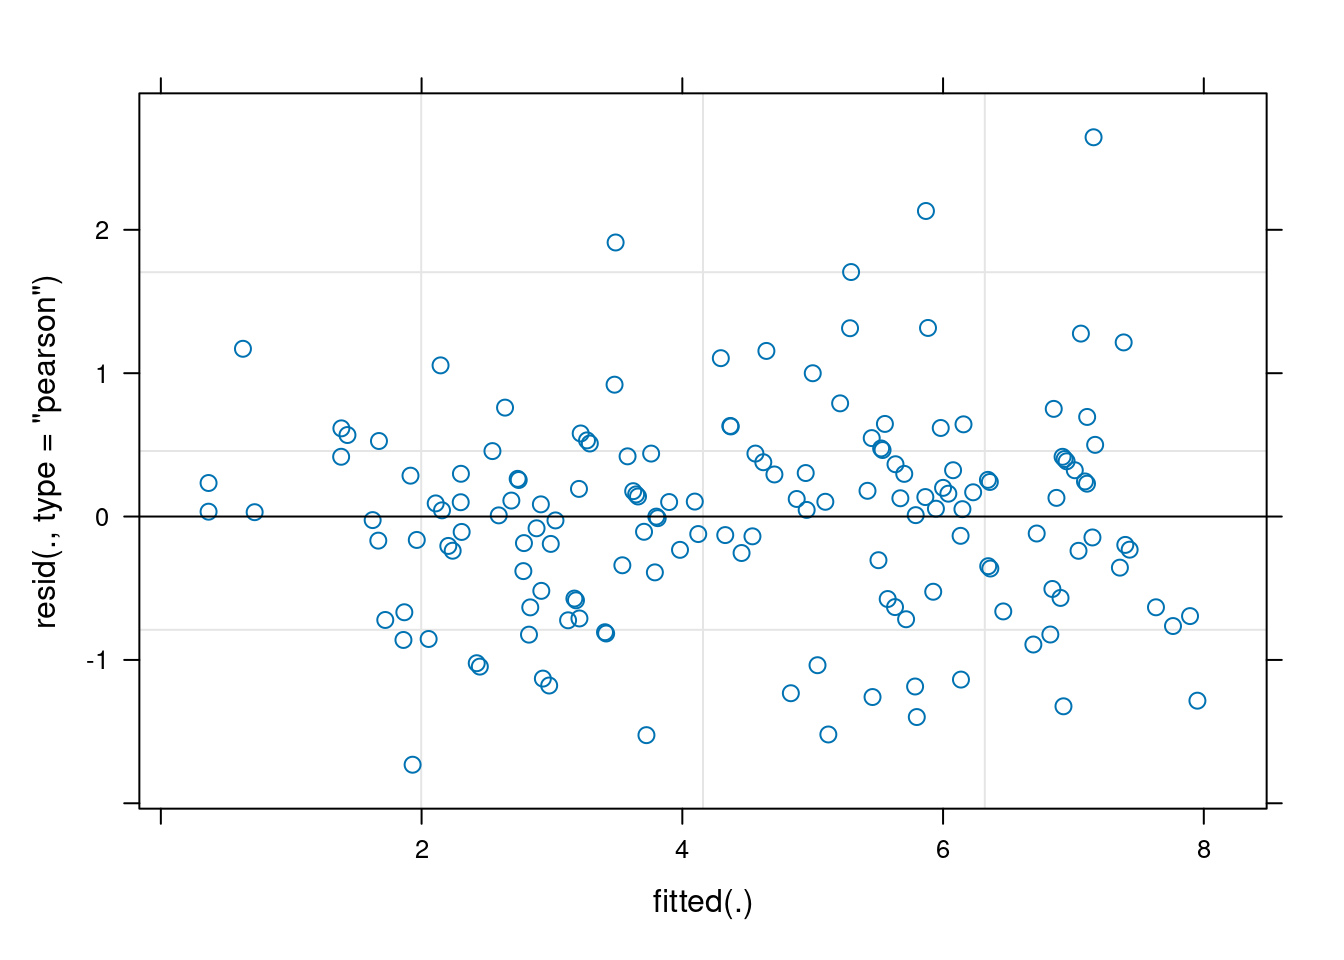 2
1
0
-1
resid(., type = "pearson")
2 4 6 8
fitted(.)